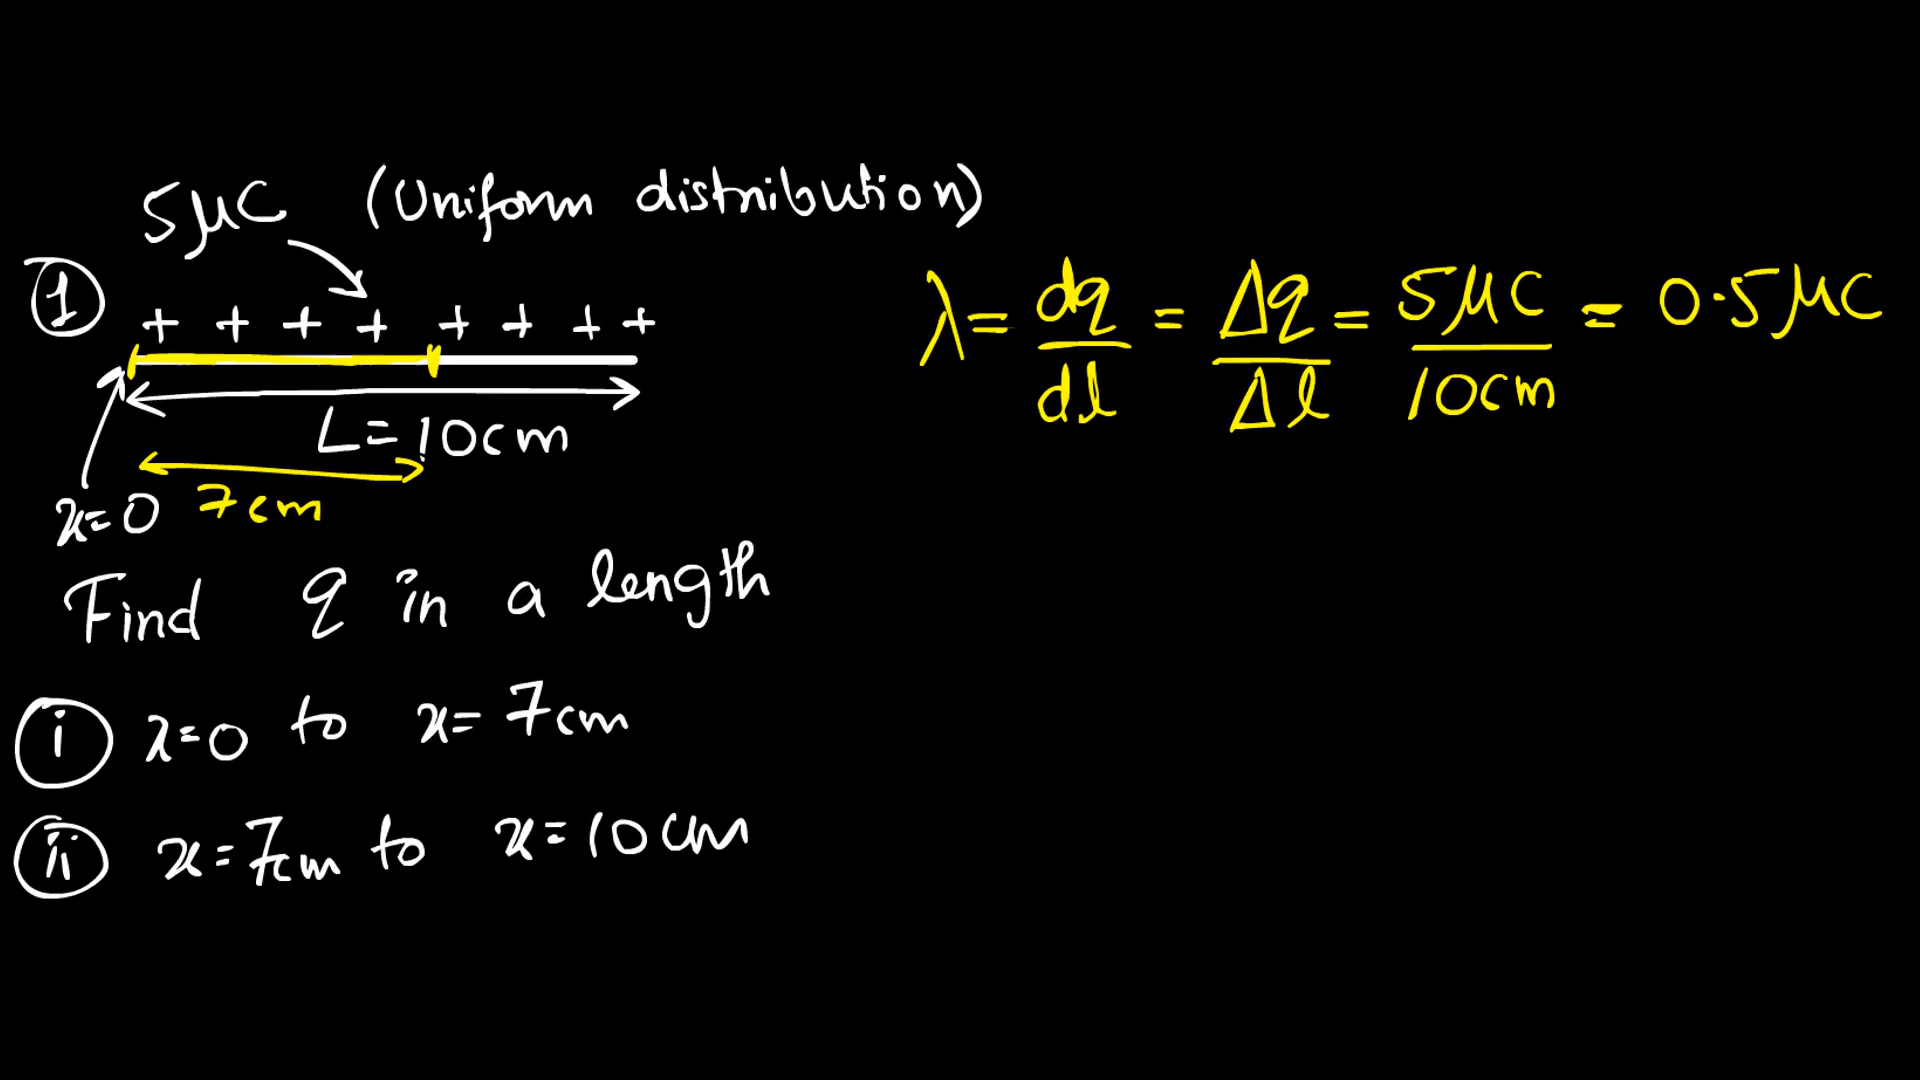 5μC (Uniform distribution)
① + + + + + + + +
L=10cm
x=0 7cm
Find q in a length
ⓘ x=0 to x=7cm
ⓘⓘ x=7cm to x=10cm
λ = dq/dl = Δq/Δl = 5μC/10cm = 0.5μC